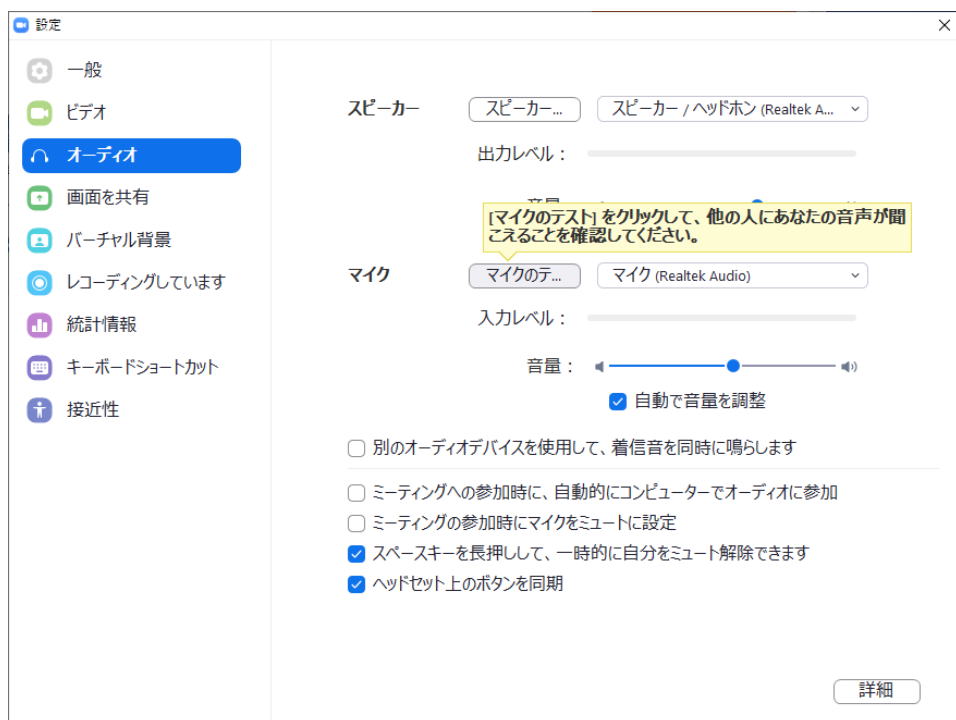 設定
一般
ビデオ
オーディオ
画面を共有
バーチャル背景
レコーディングしています
統計情報
キーボードショートカット
接近性
スピーカー スピーカー... スピーカー / ヘッドホン (Realtek A...
出力レベル：
[マイクのテスト] をクリックして、他の人にあなたの音声が聞
こえることを確認してください。
マイク マイクのテ... マイク (Realtek Audio)
入力レベル：
音量：
自動で音量を調整
別のオーディオデバイスを使用して、着信音を同時に鳴らします
ミーティングへの参加時に、自動的にコンピューターでオーディオに参加
ミーティングの参加時にマイクをミュートに設定
スペースキーを長押しして、一時的に自分をミュート解除できます
ヘッドセット上のボタンを同期
詳細